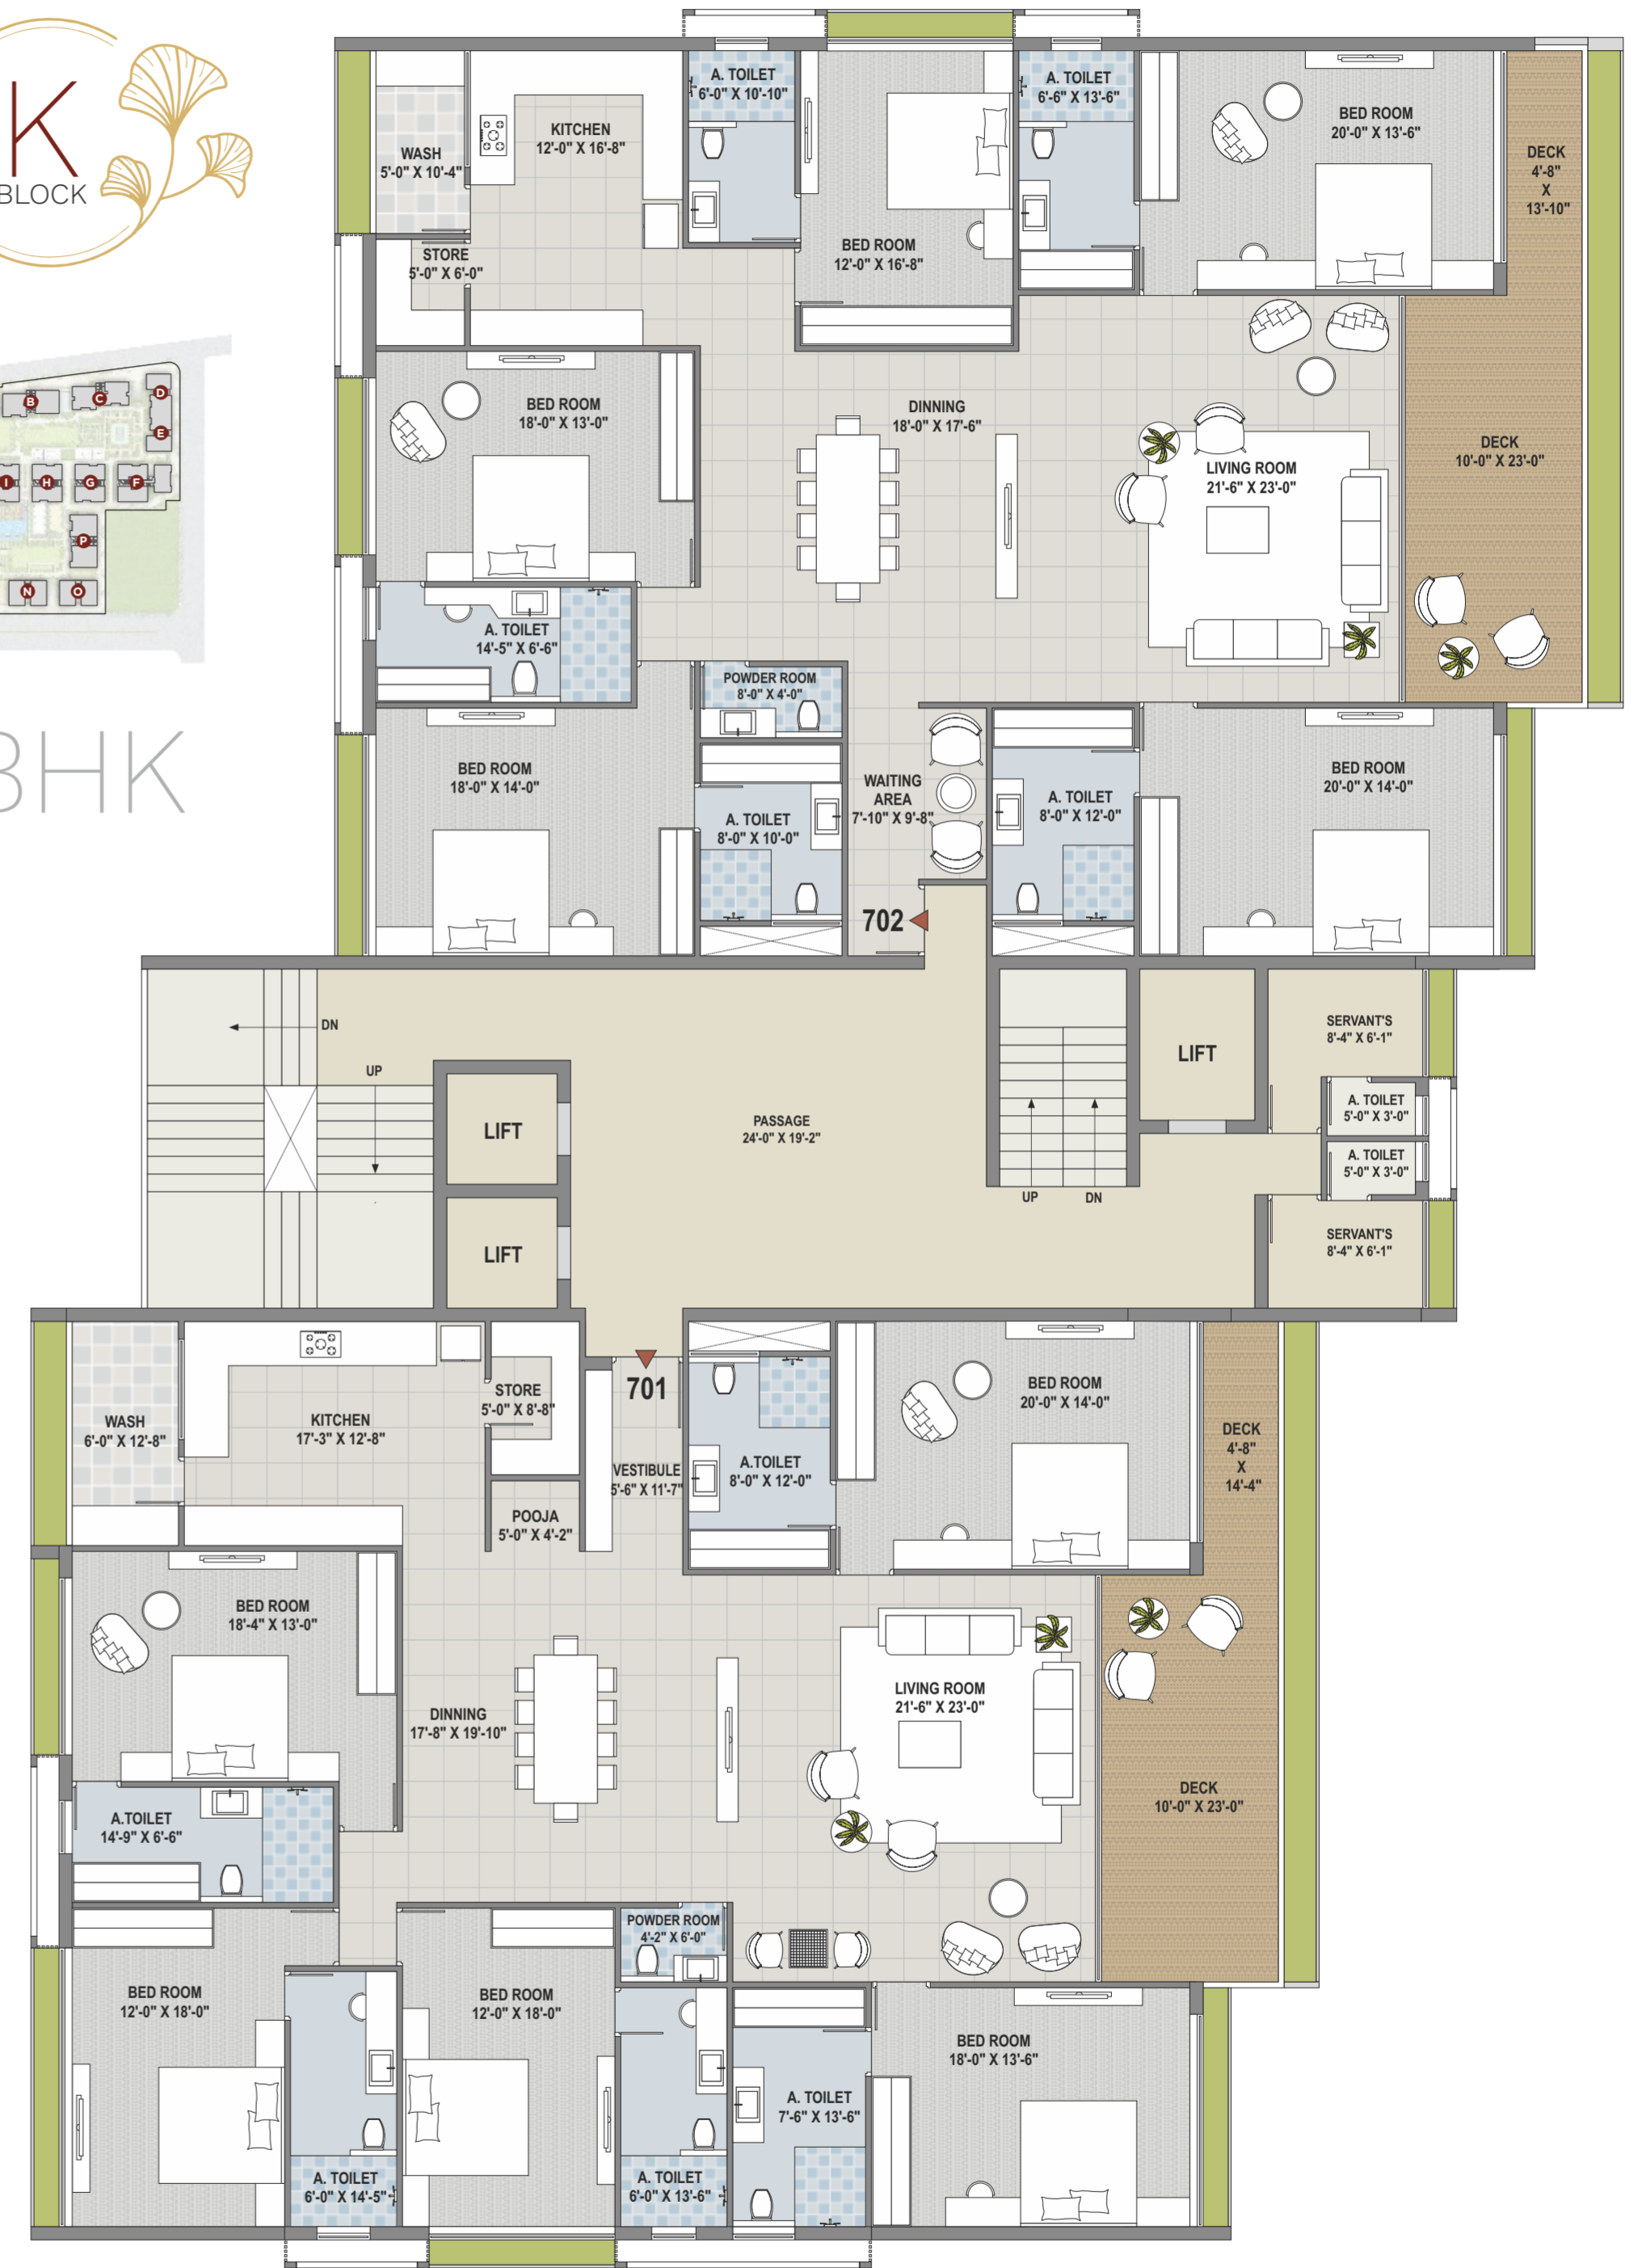 K
BLOCK
B
C
D
E
I
H
G
F
P
N
O
BHK
A. TOILET
6'-0" X 10'-10"
A. TOILET
6'-6" X 13'-6"
BED ROOM
20'-0" X 13'-6"
KITCHEN
12'-0" X 16'-8"
WASH
5'-0" X 10'-4"
DECK
4'-8"
X
13'-10"
STORE
5'-0" X 6'-0"
BED ROOM
12'-0" X 16'-8"
BED ROOM
18'-0" X 13'-0"
DINNING
18'-0" X 17'-6"
LIVING ROOM
21'-6" X 23'-0"
DECK
10'-0" X 23'-0"
A. TOILET
14'-5" X 6'-6"
POWDER ROOM
8'-0" X 4'-0"
BED ROOM
18'-0" X 14'-0"
A. TOILET
8'-0" X 10'-0"
WAITING
AREA
7'-10" X 9'-8"
A. TOILET
8'-0" X 12'-0"
BED ROOM
20'-0" X 14'-0"
702
DN
UP
LIFT
LIFT
PASSAGE
24'-0" X 19'-2"
UP
DN
LIFT
SERVANT'S
8'-4" X 6'-1"
A. TOILET
5'-0" X 3'-0"
A. TOILET
5'-0" X 3'-0"
SERVANT'S
8'-4" X 6'-1"
701
WASH
6'-0" X 12'-8"
KITCHEN
17'-3" X 12'-8"
STORE
5'-0" X 8'-8"
VESTIBULE
5'-6" X 11'-7"
POOJA
5'-0" X 4'-2"
A.TOILET
8'-0" X 12'-0"
BED ROOM
20'-0" X 14'-0"
DECK
4'-8"
X
14'-4"
BED ROOM
18'-4" X 13'-0"
DINNING
17'-8" X 19'-10"
LIVING ROOM
21'-6" X 23'-0"
DECK
10'-0" X 23'-0"
A.TOILET
14'-9" X 6'-6"
POWDER ROOM
4'-2" X 6'-0"
BED ROOM
12'-0" X 18'-0"
BED ROOM
12'-0" X 18'-0"
BED ROOM
18'-0" X 13'-6"
A. TOILET
7'-6" X 13'-6"
A. TOILET
6'-0" X 14'-5"
A. TOILET
6'-0" X 13'-6"